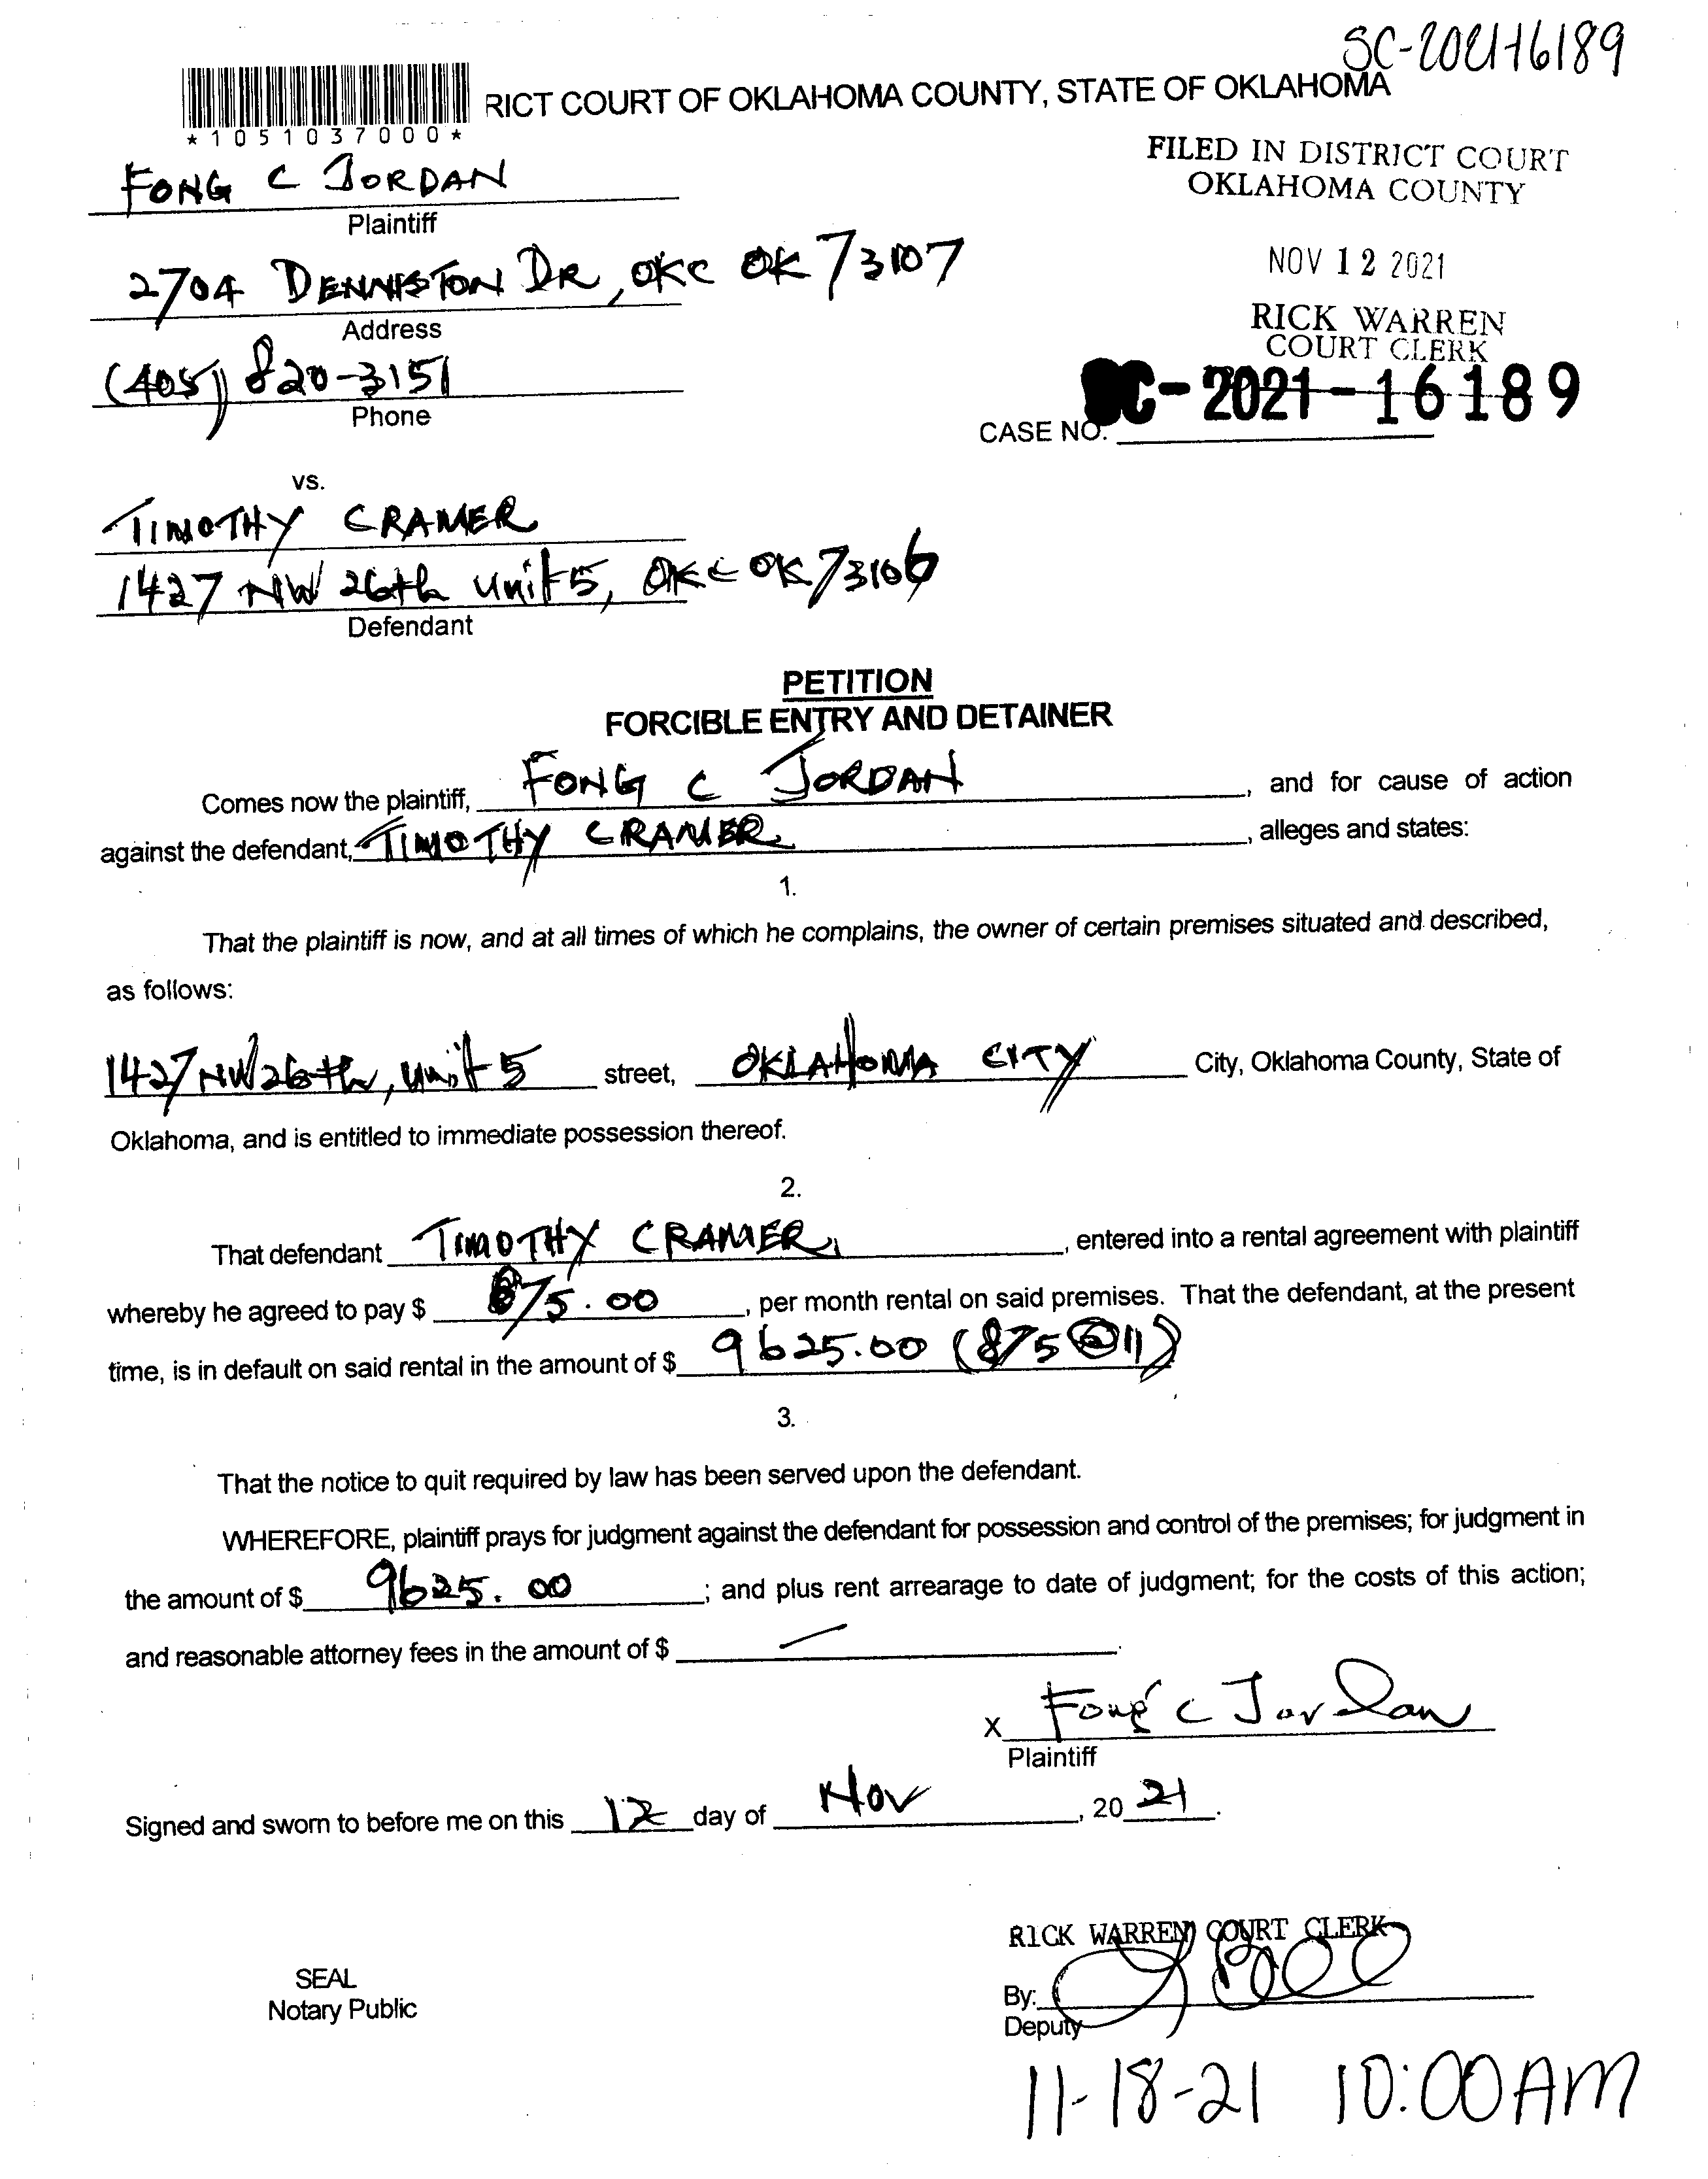 SC-2021-16189
RICT COURT OF OKLAHOMA COUNTY, STATE OF OKLAHOMA
*1051037000*
FILED IN DISTRICT COURT
OKLAHOMA COUNTY
FONG C JORDAN
Plaintiff
2704 DENNISTON DR, OKC OK 73107
Address
NOV 12 2021
RICK WARREN
COURT CLERK
(405) 820-3151
Phone
SC-2021-16189
CASE NO.
vs.
TIMOTHY CRAMER
1427 NW 26th Unit 5, OKC OK 73106
Defendant
PETITION
FORCIBLE ENTRY AND DETAINER
Comes now the plaintiff, FONG C JORDAN, and for cause of action
against the defendant, TIMOTHY CRAMER, alleges and states:
1.
That the plaintiff is now, and at all times of which he complains, the owner of certain premises situated and described,
as follows:
1427 NW 26th, Unit 5 street, OKLAHOMA CITY City, Oklahoma County, State of
Oklahoma, and is entitled to immediate possession thereof.
2.
That defendant TIMOTHY CRAMER, entered into a rental agreement with plaintiff
whereby he agreed to pay $ 875.00, per month rental on said premises. That the defendant, at the present
time, is in default on said rental in the amount of $ 9625.00 (875 @ 11)
3.
That the notice to quit required by law has been served upon the defendant.
WHEREFORE, plaintiff prays for judgment against the defendant for possession and control of the premises; for judgment in
the amount of $ 9625.00; and plus rent arrearage to date of judgment; for the costs of this action;
and reasonable attorney fees in the amount of $ —.
X Fong C Jordan
Plaintiff
Signed and sworn to before me on this 12 day of Nov, 20 21.
RICK WARREN COURT CLERK
SEAL
Notary Public
By:
Deputy
11-18-21 10:00AM